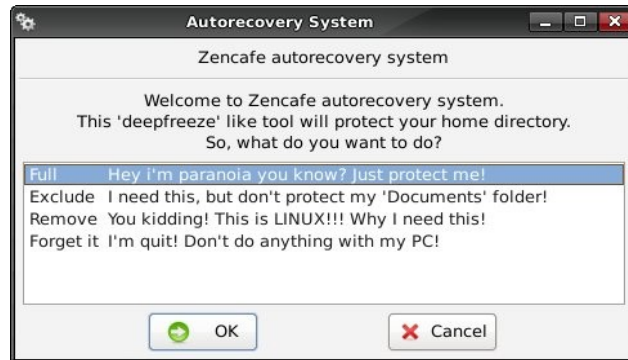 Autorecovery System
Zencafe autorecovery system
Welcome to Zencafe autorecovery system.
This 'deepfreeze' like tool will protect your home directory.
So, what do you want to do?
Full Hey i'm paranoia you know? Just protect me!
Exclude I need this, but don't protect my 'Documents' folder!
Remove You kidding! This is LINUX!!! Why I need this!
Forget it I'm quit! Don't do anything with my PC!
OK Cancel